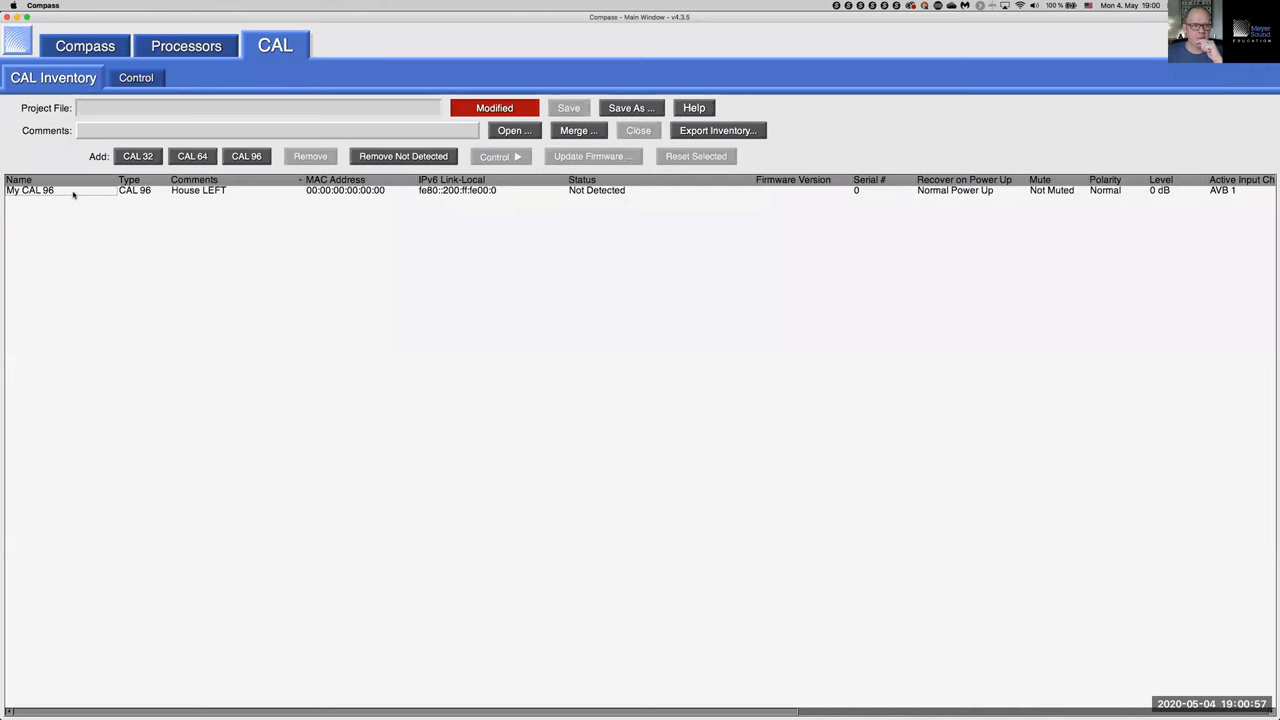 Compass
100 %
Mon 4. May 19:00
Compass - Main Window - v4.3.5
Compass
Processors
CAL
Meyer Sound
EDUCATION
CAL Inventory
Control
Project File:
Modified
Save
Save As ...
Help
Comments:
Open ...
Merge ...
Close
Export Inventory...
Add:
CAL 32
CAL 64
CAL 96
Remove
Remove Not Detected
Control
Update Firmware ...
Reset Selected
Name Type Comments MAC Address IPv6 Link-Local Status Firmware Version Serial # Recover on Power Up Mute Polarity Level Active Input Ch
My CAL 96 CAL 96 House LEFT 00:00:00:00:00:00 fe80::200:ff:fe00:0 Not Detected 0 Normal Power Up Not Muted Normal 0 dB AVB 1
2020-05-04 19:00:57